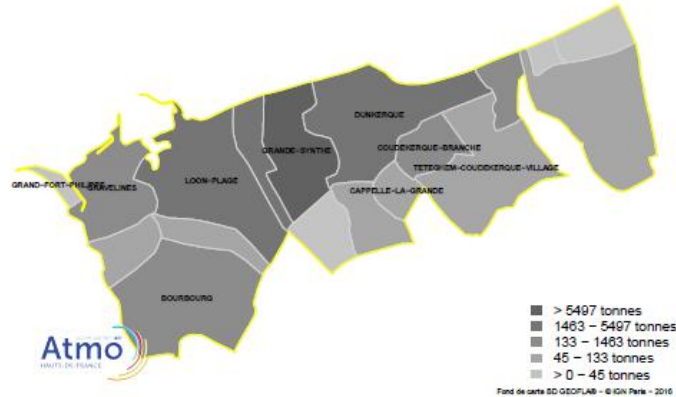 DUNKERQUE
GRANDE-SYNTHE
COUDEKERQUE-BRANCHE
TETEGHEM-COUDEKERQUE-VILLAGE
LOON-PLAGE
GRAND-FORT-PHILIPPE
GRAVELINES
CAPPELLE-LA-GRANDE
BOURBOURG
Atmo
HAUTS-DE-FRANCE
> 5497 tonnes
1463 – 5497 tonnes
133 – 1463 tonnes
45 – 133 tonnes
> 0 – 45 tonnes
Fond de carte BD GEOFLA® – © IGN Paris – 2016